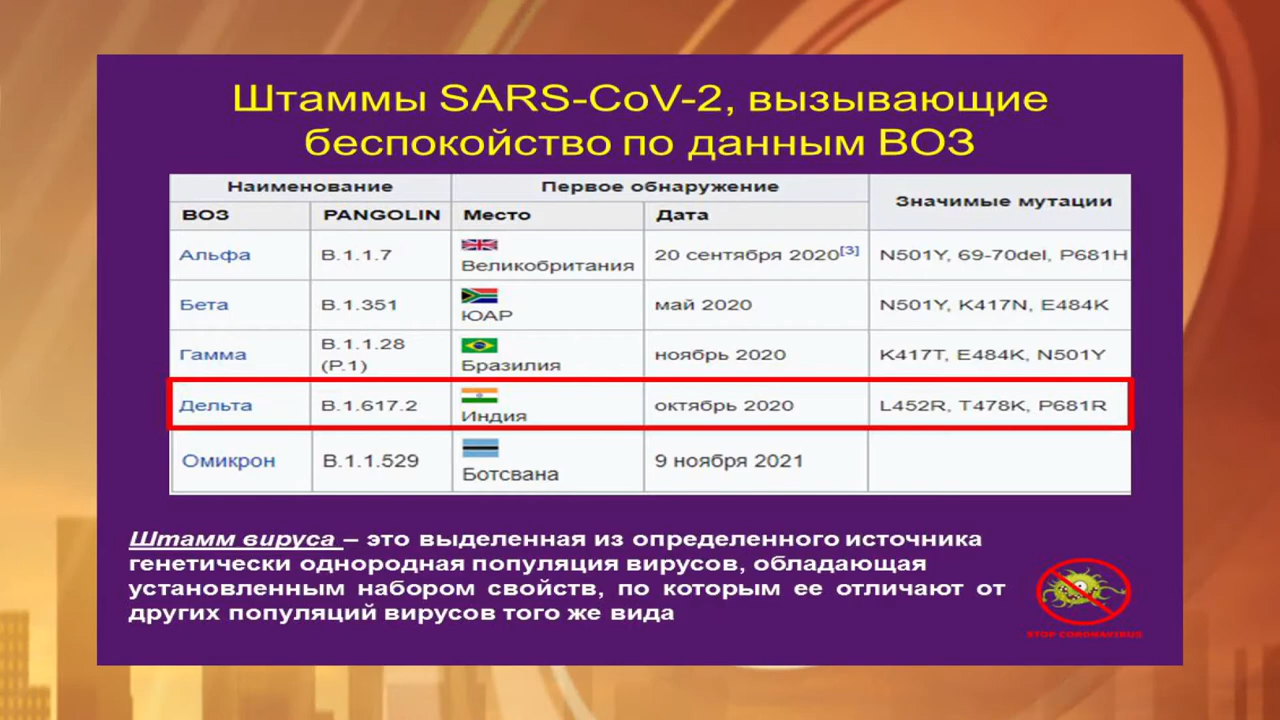 Штаммы SARS-CoV-2, вызывающие
беспокойство по данным ВОЗ
Наименование Первое обнаружение Значимые мутации
ВОЗ PANGOLIN Место Дата
Альфа B.1.1.7 Великобритания 20 сентября 2020[3] N501Y, 69-70del, P681H
Бета B.1.351 ЮАР май 2020 N501Y, K417N, E484K
Гамма B.1.1.28 (P.1) Бразилия ноябрь 2020 K417T, E484K, N501Y
Дельта B.1.617.2 Индия октябрь 2020 L452R, T478K, P681R
Омикрон B.1.1.529 Ботсвана 9 ноября 2021
Штамм вируса – это выделенная из определенного источника
генетически однородная популяция вирусов, обладающая
установленным набором свойств, по которым ее отличают от
других популяций вирусов того же вида
STOP CORONAVIRUS